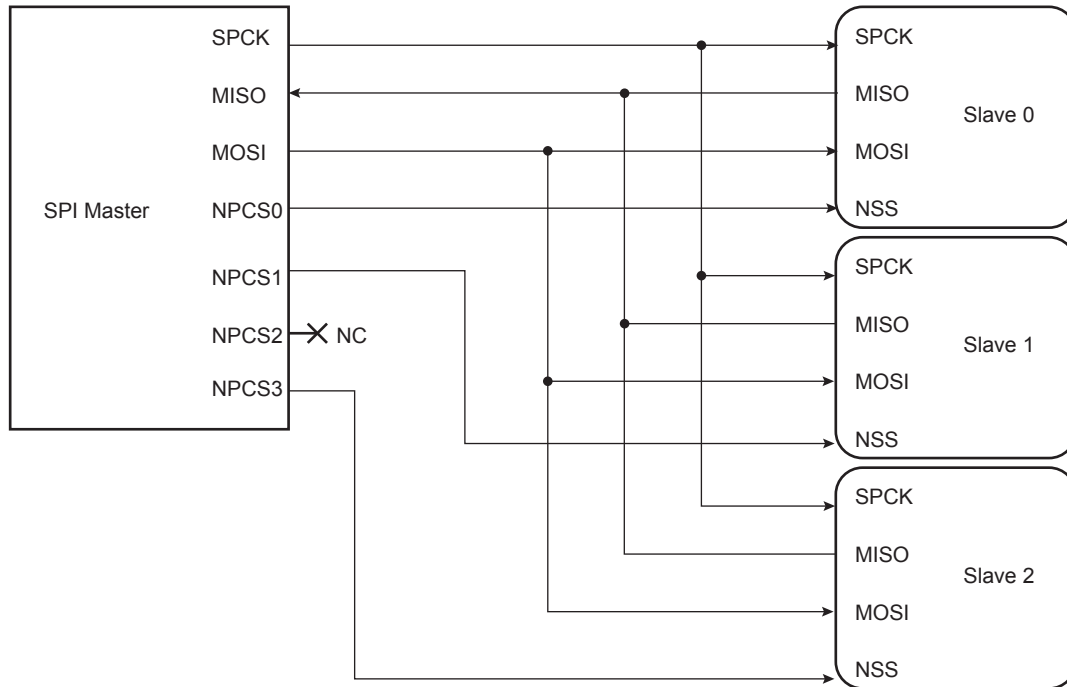 SPI Master
SPCK
MISO
MOSI
NPCS0
NPCS1
NPCS2
NC
NPCS3
SPCK
MISO
Slave 0
MOSI
NSS
SPCK
MISO
Slave 1
MOSI
NSS
SPCK
MISO
Slave 2
MOSI
NSS